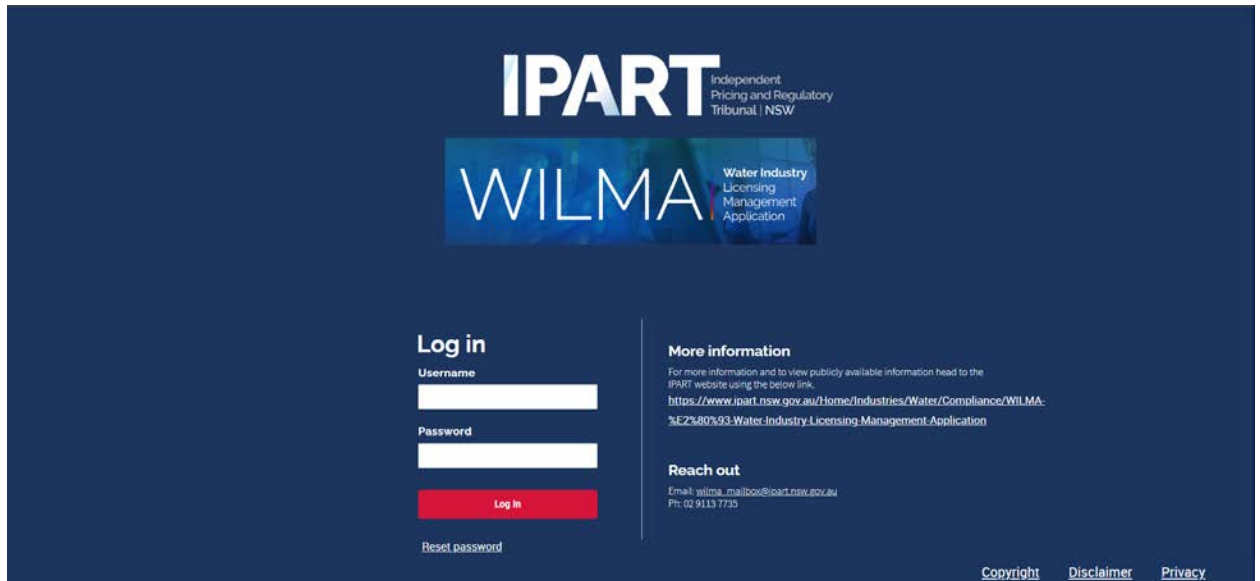 IPART
Independent
Pricing and Regulatory
Tribunal | NSW
WILMA
Water Industry
Licensing
Management
Application
Log in
Username
Password
Log in
Reset password
More information
For more information and to view publicly available information head to the
IPART website using the below link.
https://www.ipart.nsw.gov.au/Home/Industries/Water/Compliance/WILMA-
%E2%80%93-Water-Industry-Licensing-Management-Application
Reach out
Email: wilma_mailbox@ipart.nsw.gov.au
Ph: 02 9113 7735
Copyright Disclaimer Privacy